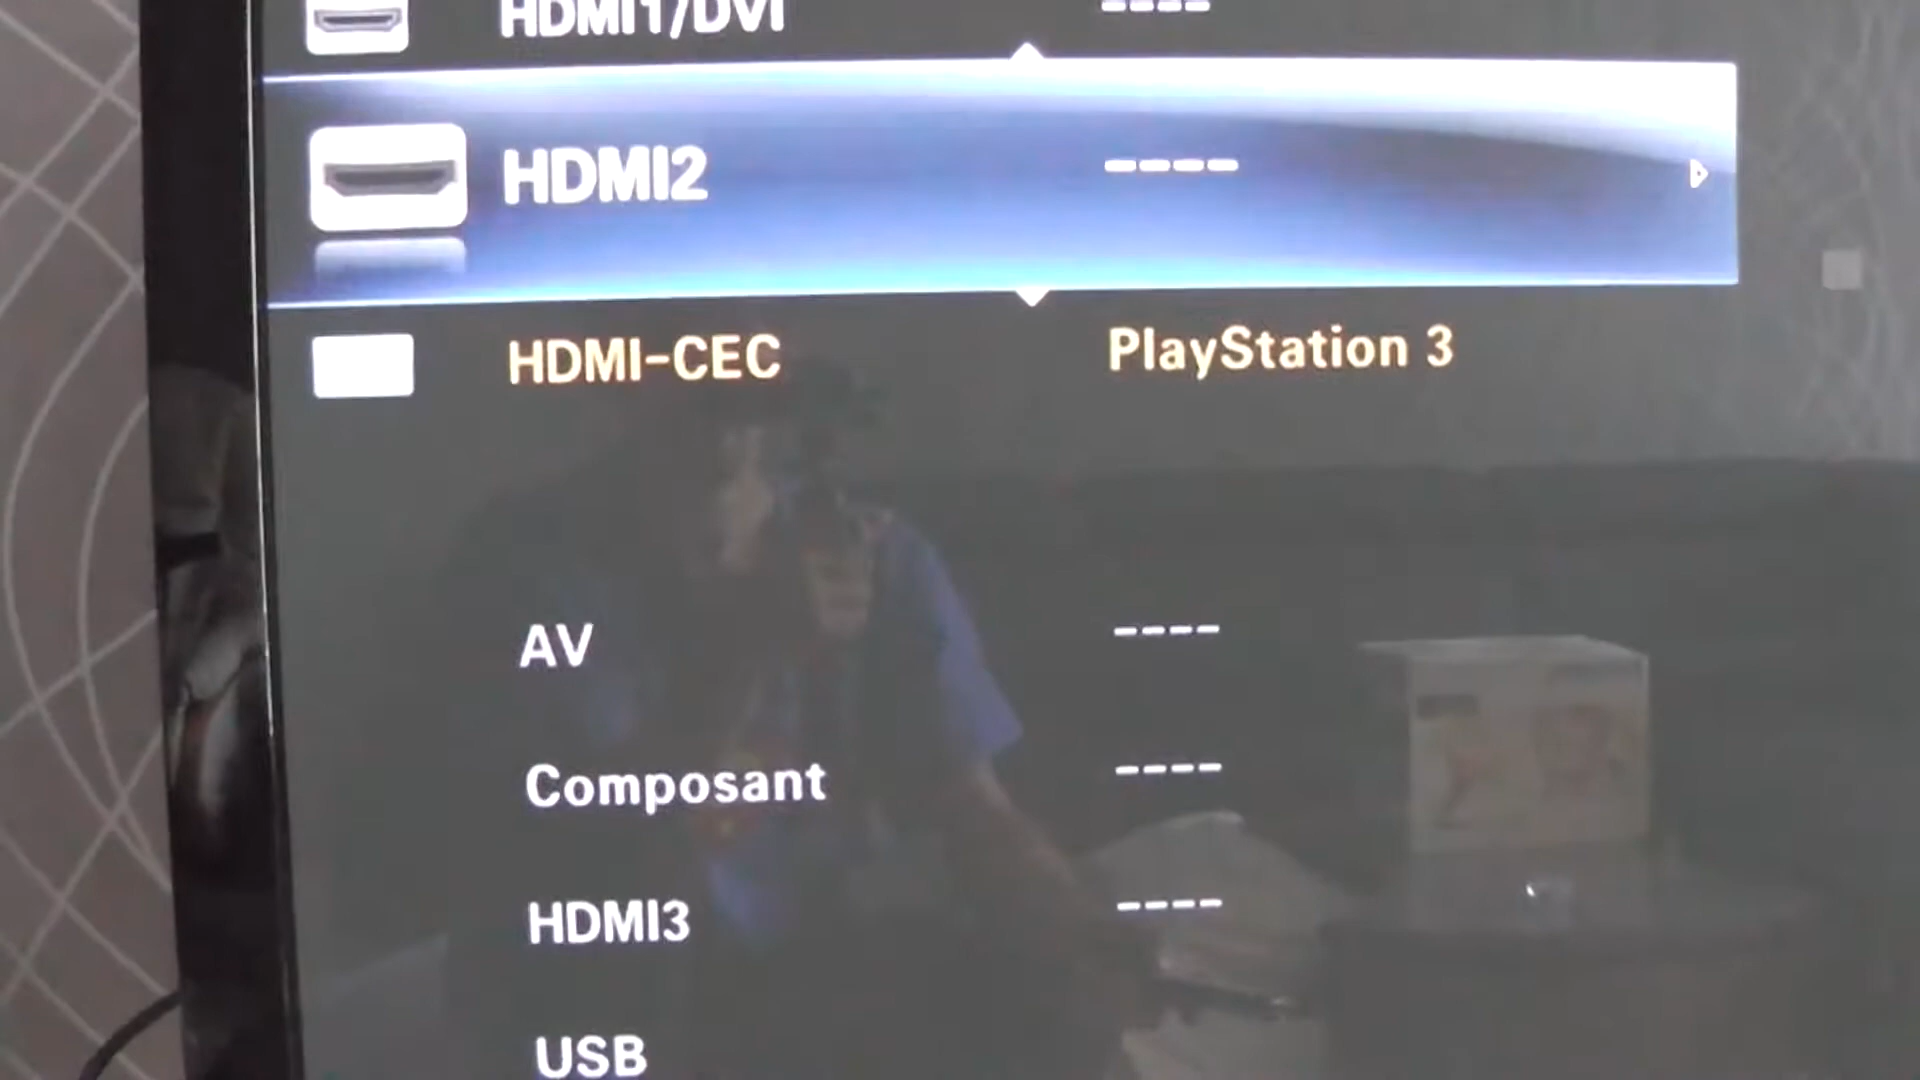 HDMI1/DVI ----
HDMI2 ----
HDMI-CEC PlayStation 3
AV ----
Composant ----
HDMI3 ----
USB